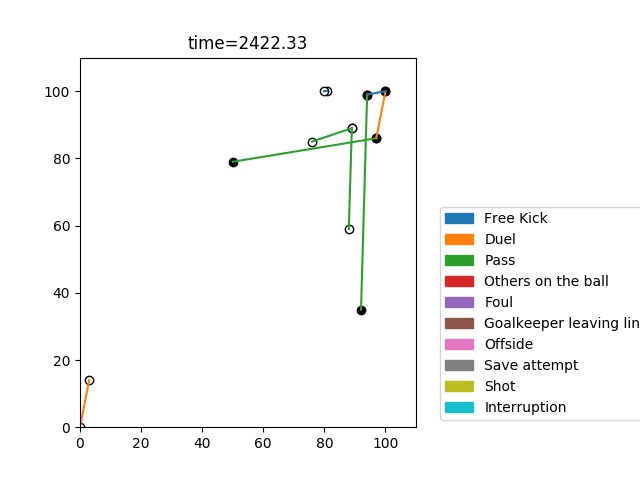 time=2422.33
100
80
60
40
20
0
0 20 40 60 80 100
Free Kick
Duel
Pass
Others on the ball
Foul
Goalkeeper leaving lin
Offside
Save attempt
Shot
Interruption